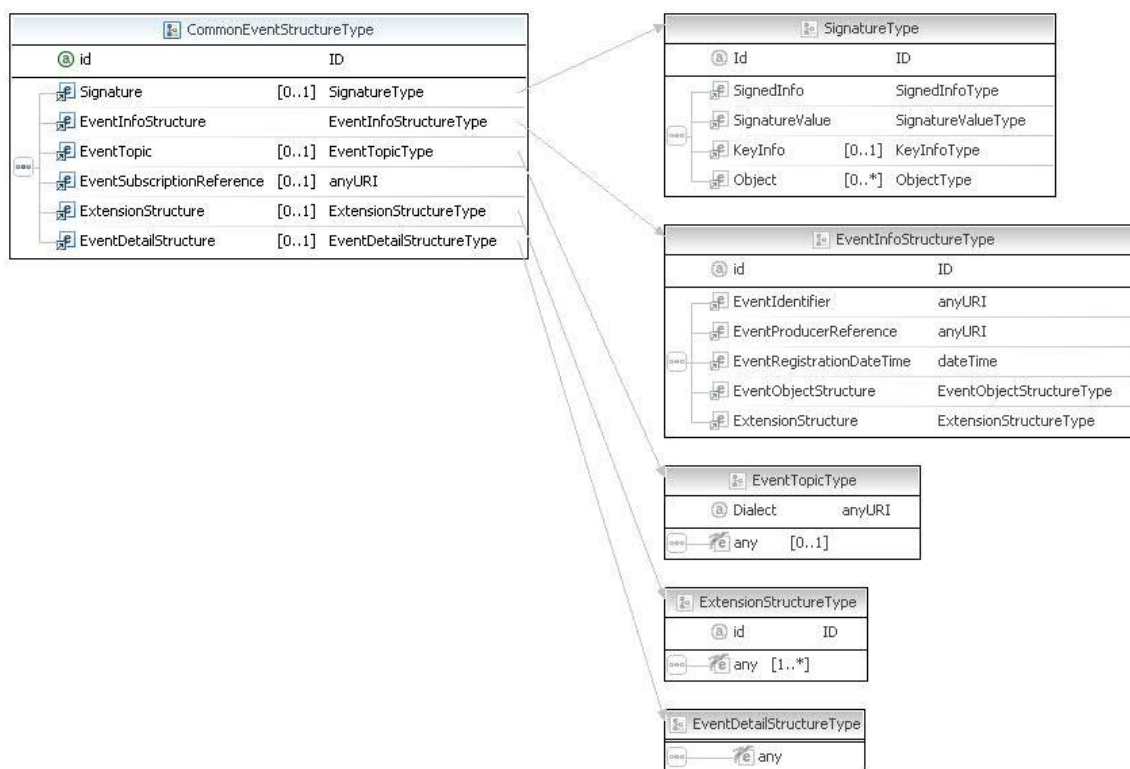 CommonEventStructureType
id ID
Signature [0..1] SignatureType
EventInfoStructure EventInfoStructureType
EventTopic [0..1] EventTopicType
EventSubscriptionReference [0..1] anyURI
ExtensionStructure [0..1] ExtensionStructureType
EventDetailStructure [0..1] EventDetailStructureType
SignatureType
Id ID
SignedInfo SignedInfoType
SignatureValue SignatureValueType
KeyInfo [0..1] KeyInfoType
Object [0..*] ObjectType
EventInfoStructureType
id ID
EventIdentifier anyURI
EventProducerReference anyURI
EventRegistrationDateTime dateTime
EventObjectStructure EventObjectStructureType
ExtensionStructure ExtensionStructureType
EventTopicType
Dialect anyURI
any [0..1]
ExtensionStructureType
id ID
any [1..*]
EventDetailStructureType
any